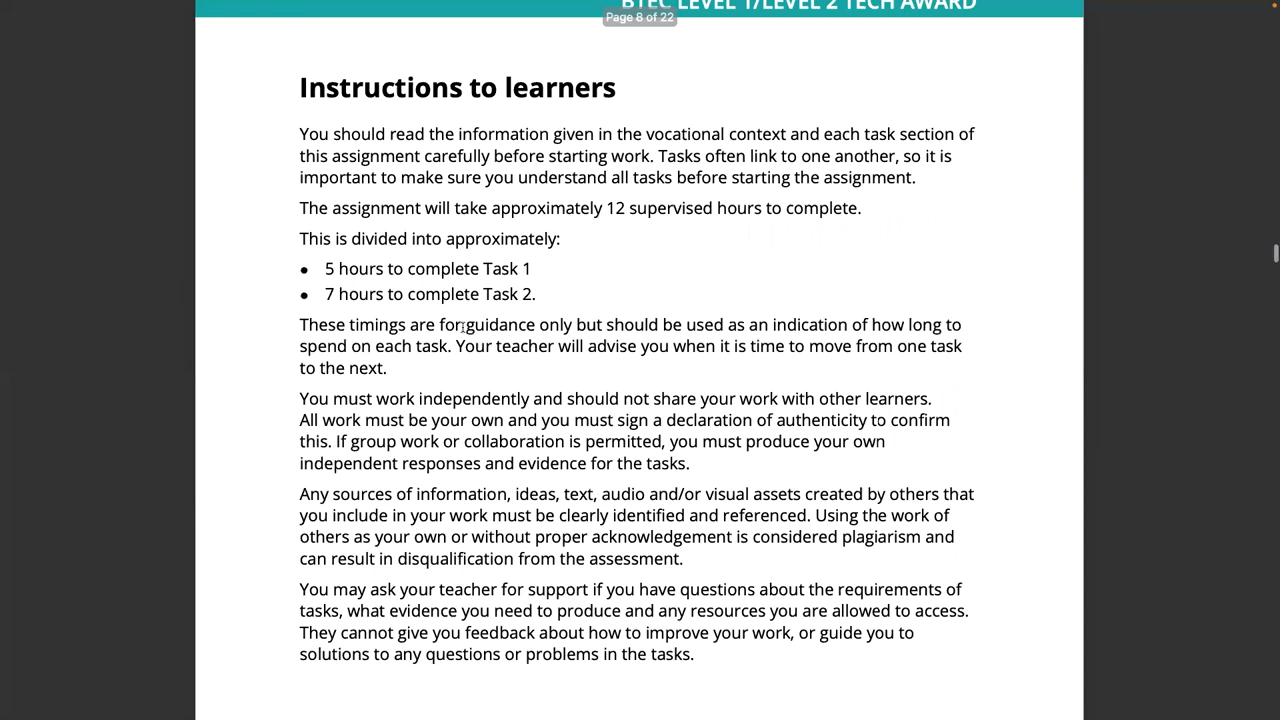 BTEC LEVEL 1/LEVEL 2 TECH AWARD
Page 8 of 22
Instructions to learners
You should read the information given in the vocational context and each task section of
this assignment carefully before starting work. Tasks often link to one another, so it is
important to make sure you understand all tasks before starting the assignment.
The assignment will take approximately 12 supervised hours to complete.
This is divided into approximately:
• 5 hours to complete Task 1
• 7 hours to complete Task 2.
These timings are for guidance only but should be used as an indication of how long to
spend on each task. Your teacher will advise you when it is time to move from one task
to the next.
You must work independently and should not share your work with other learners.
All work must be your own and you must sign a declaration of authenticity to confirm
this. If group work or collaboration is permitted, you must produce your own
independent responses and evidence for the tasks.
Any sources of information, ideas, text, audio and/or visual assets created by others that
you include in your work must be clearly identified and referenced. Using the work of
others as your own or without proper acknowledgement is considered plagiarism and
can result in disqualification from the assessment.
You may ask your teacher for support if you have questions about the requirements of
tasks, what evidence you need to produce and any resources you are allowed to access.
They cannot give you feedback about how to improve your work, or guide you to
solutions to any questions or problems in the tasks.